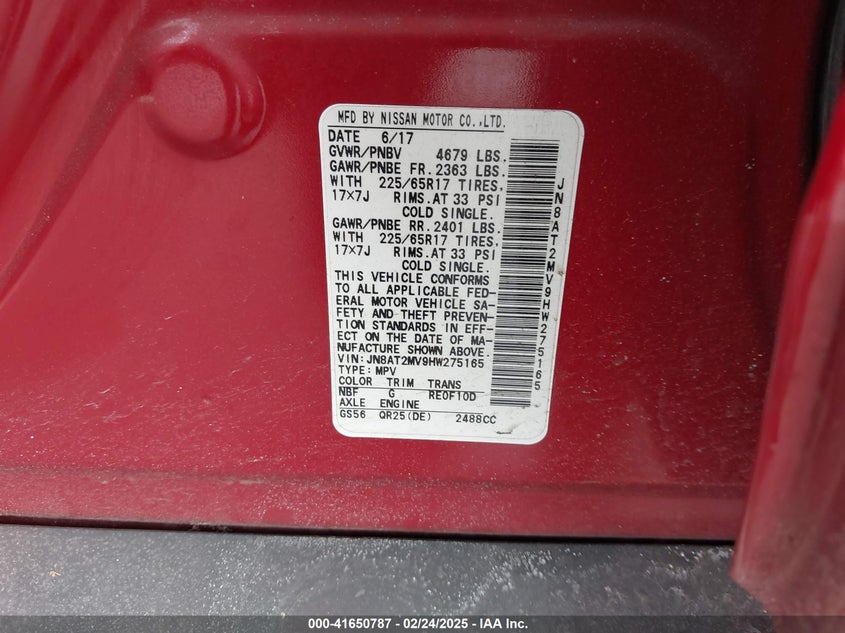 MFD BY NISSAN MOTOR CO.,LTD.
DATE 6/17
GVWR/PNBV 4679 LBS.
GAWR/PNBE FR. 2363 LBS.
WITH 225/65R17 TIRES,
17×7J RIMS.AT 33 PSI
COLD SINGLE.
GAWR/PNBE RR. 2401 LBS.
WITH 225/65R17 TIRES,
17×7J RIMS.AT 33 PSI
COLD SINGLE.
THIS VEHICLE CONFORMS
TO ALL APPLICABLE FED-
ERAL MOTOR VEHICLE SA-
FETY AND THEFT PREVEN-
TION STANDARDS IN EFF-
ECT ON THE DATE OF MA-
NUFACTURE SHOWN ABOVE.
VIN: JN8AT2MV9HW275165
TYPE: MPV
COLOR TRIM TRANS
NBF G RE0F10D
AXLE ENGINE
GS56 QR25(DE) 2488CC
JN8AT2MV9HW275165
000-41650787 - 02/24/2025 - IAA Inc.